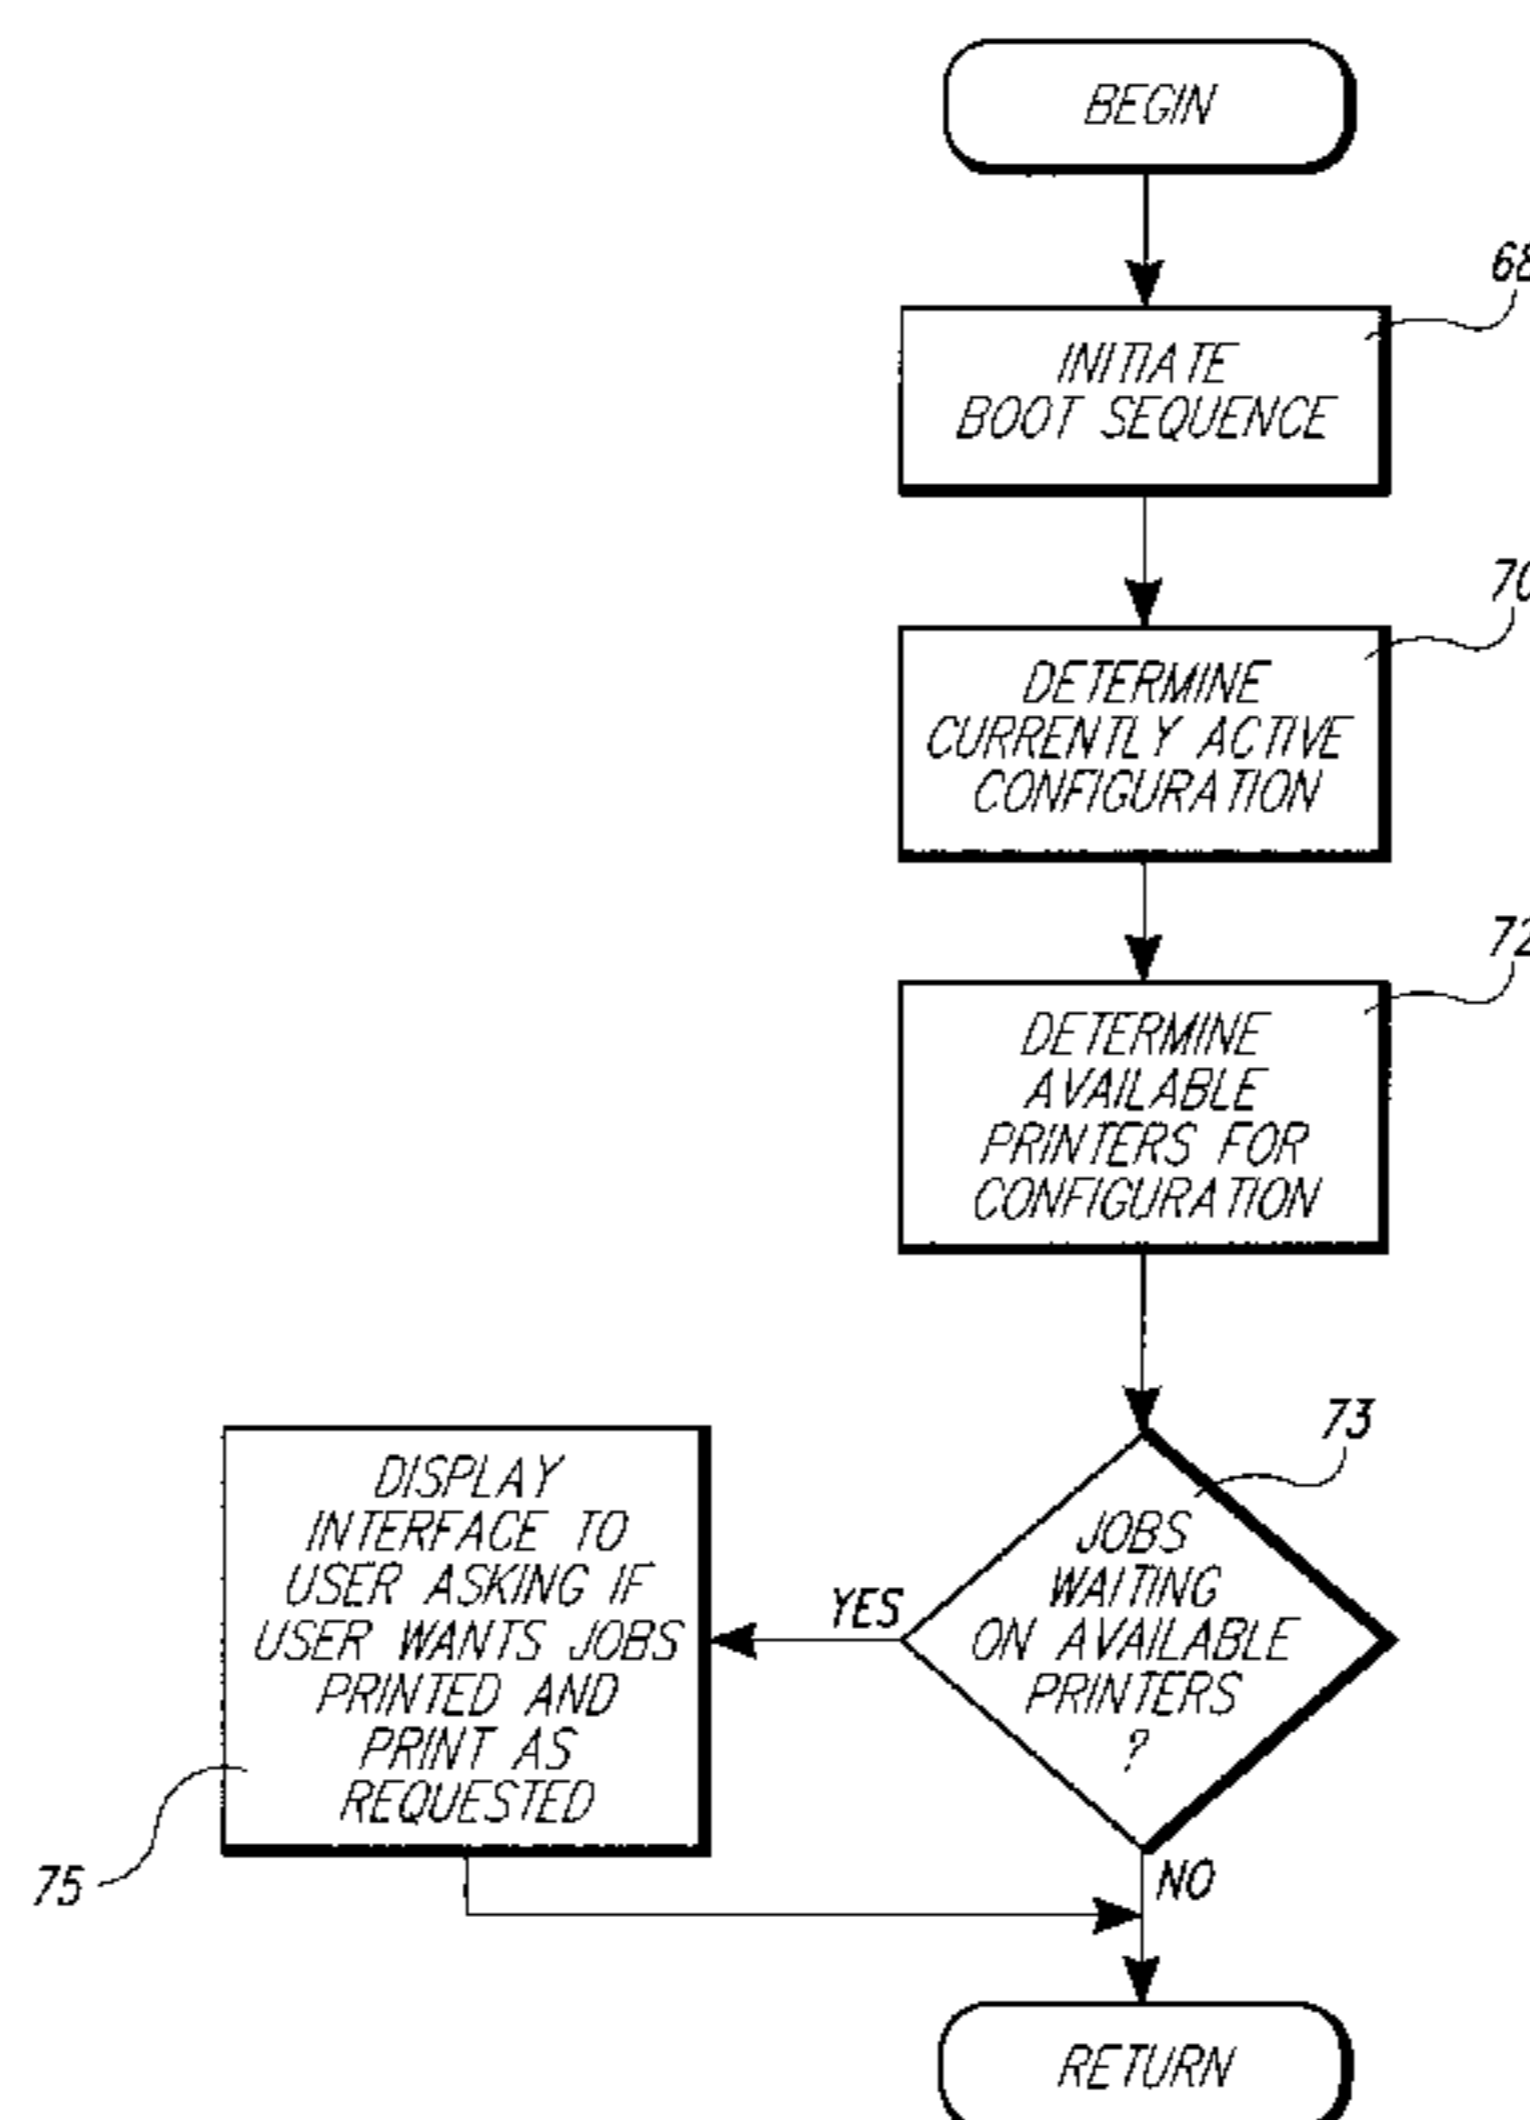 BEGIN
68
INITIATE
BOOT SEQUENCE
70
DETERMINE
CURRENTLY ACTIVE
CONFIGURATION
72
DETERMINE
AVAILABLE
PRINTERS FOR
CONFIGURATION
73
JOBS
WAITING
ON AVAILABLE
PRINTERS
?
YES
DISPLAY
INTERFACE TO
USER ASKING IF
USER WANTS JOBS
PRINTED AND
PRINT AS
REQUESTED
75
NO
RETURN